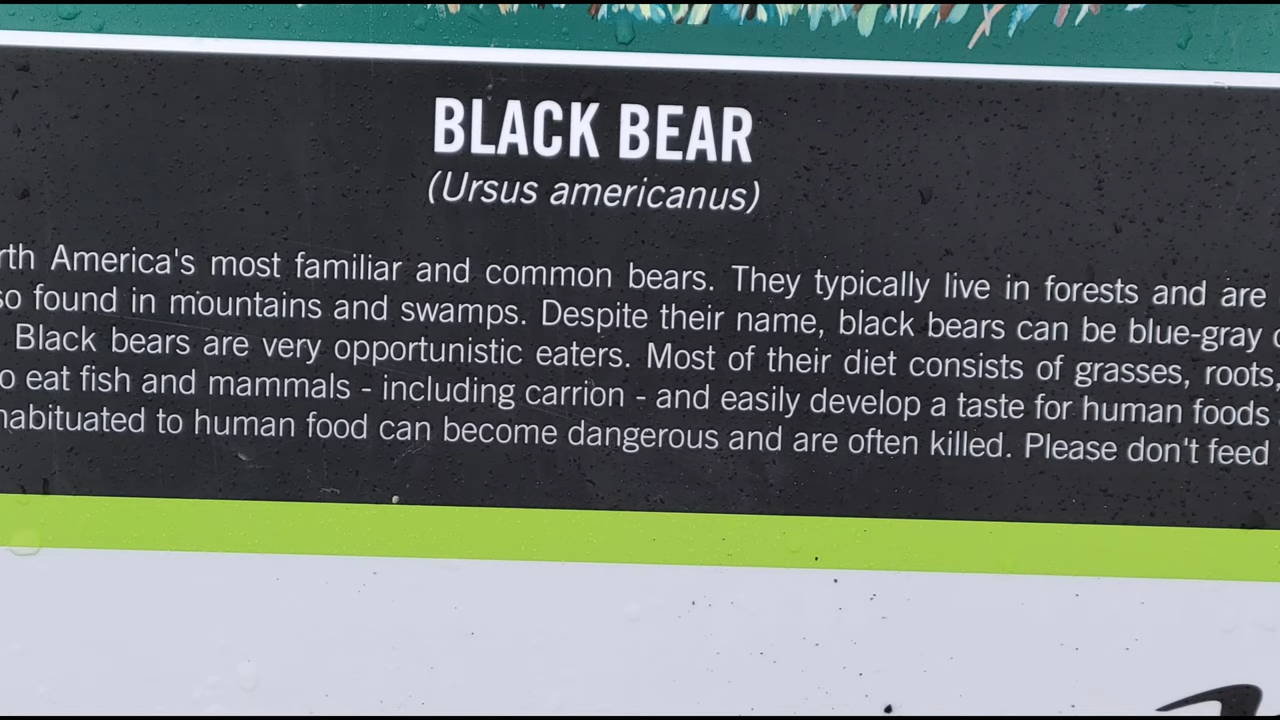 BLACK BEAR
(Ursus americanus)
America's most familiar and common bears. They typically live in forests and are
found in mountains and swamps. Despite their name, black bears can be blue-gray
Black bears are very opportunistic eaters. Most of their diet consists of grasses, roots,
eat fish and mammals - including carrion - and easily develop a taste for human foods
habituated to human food can become dangerous and are often killed. Please don't feed